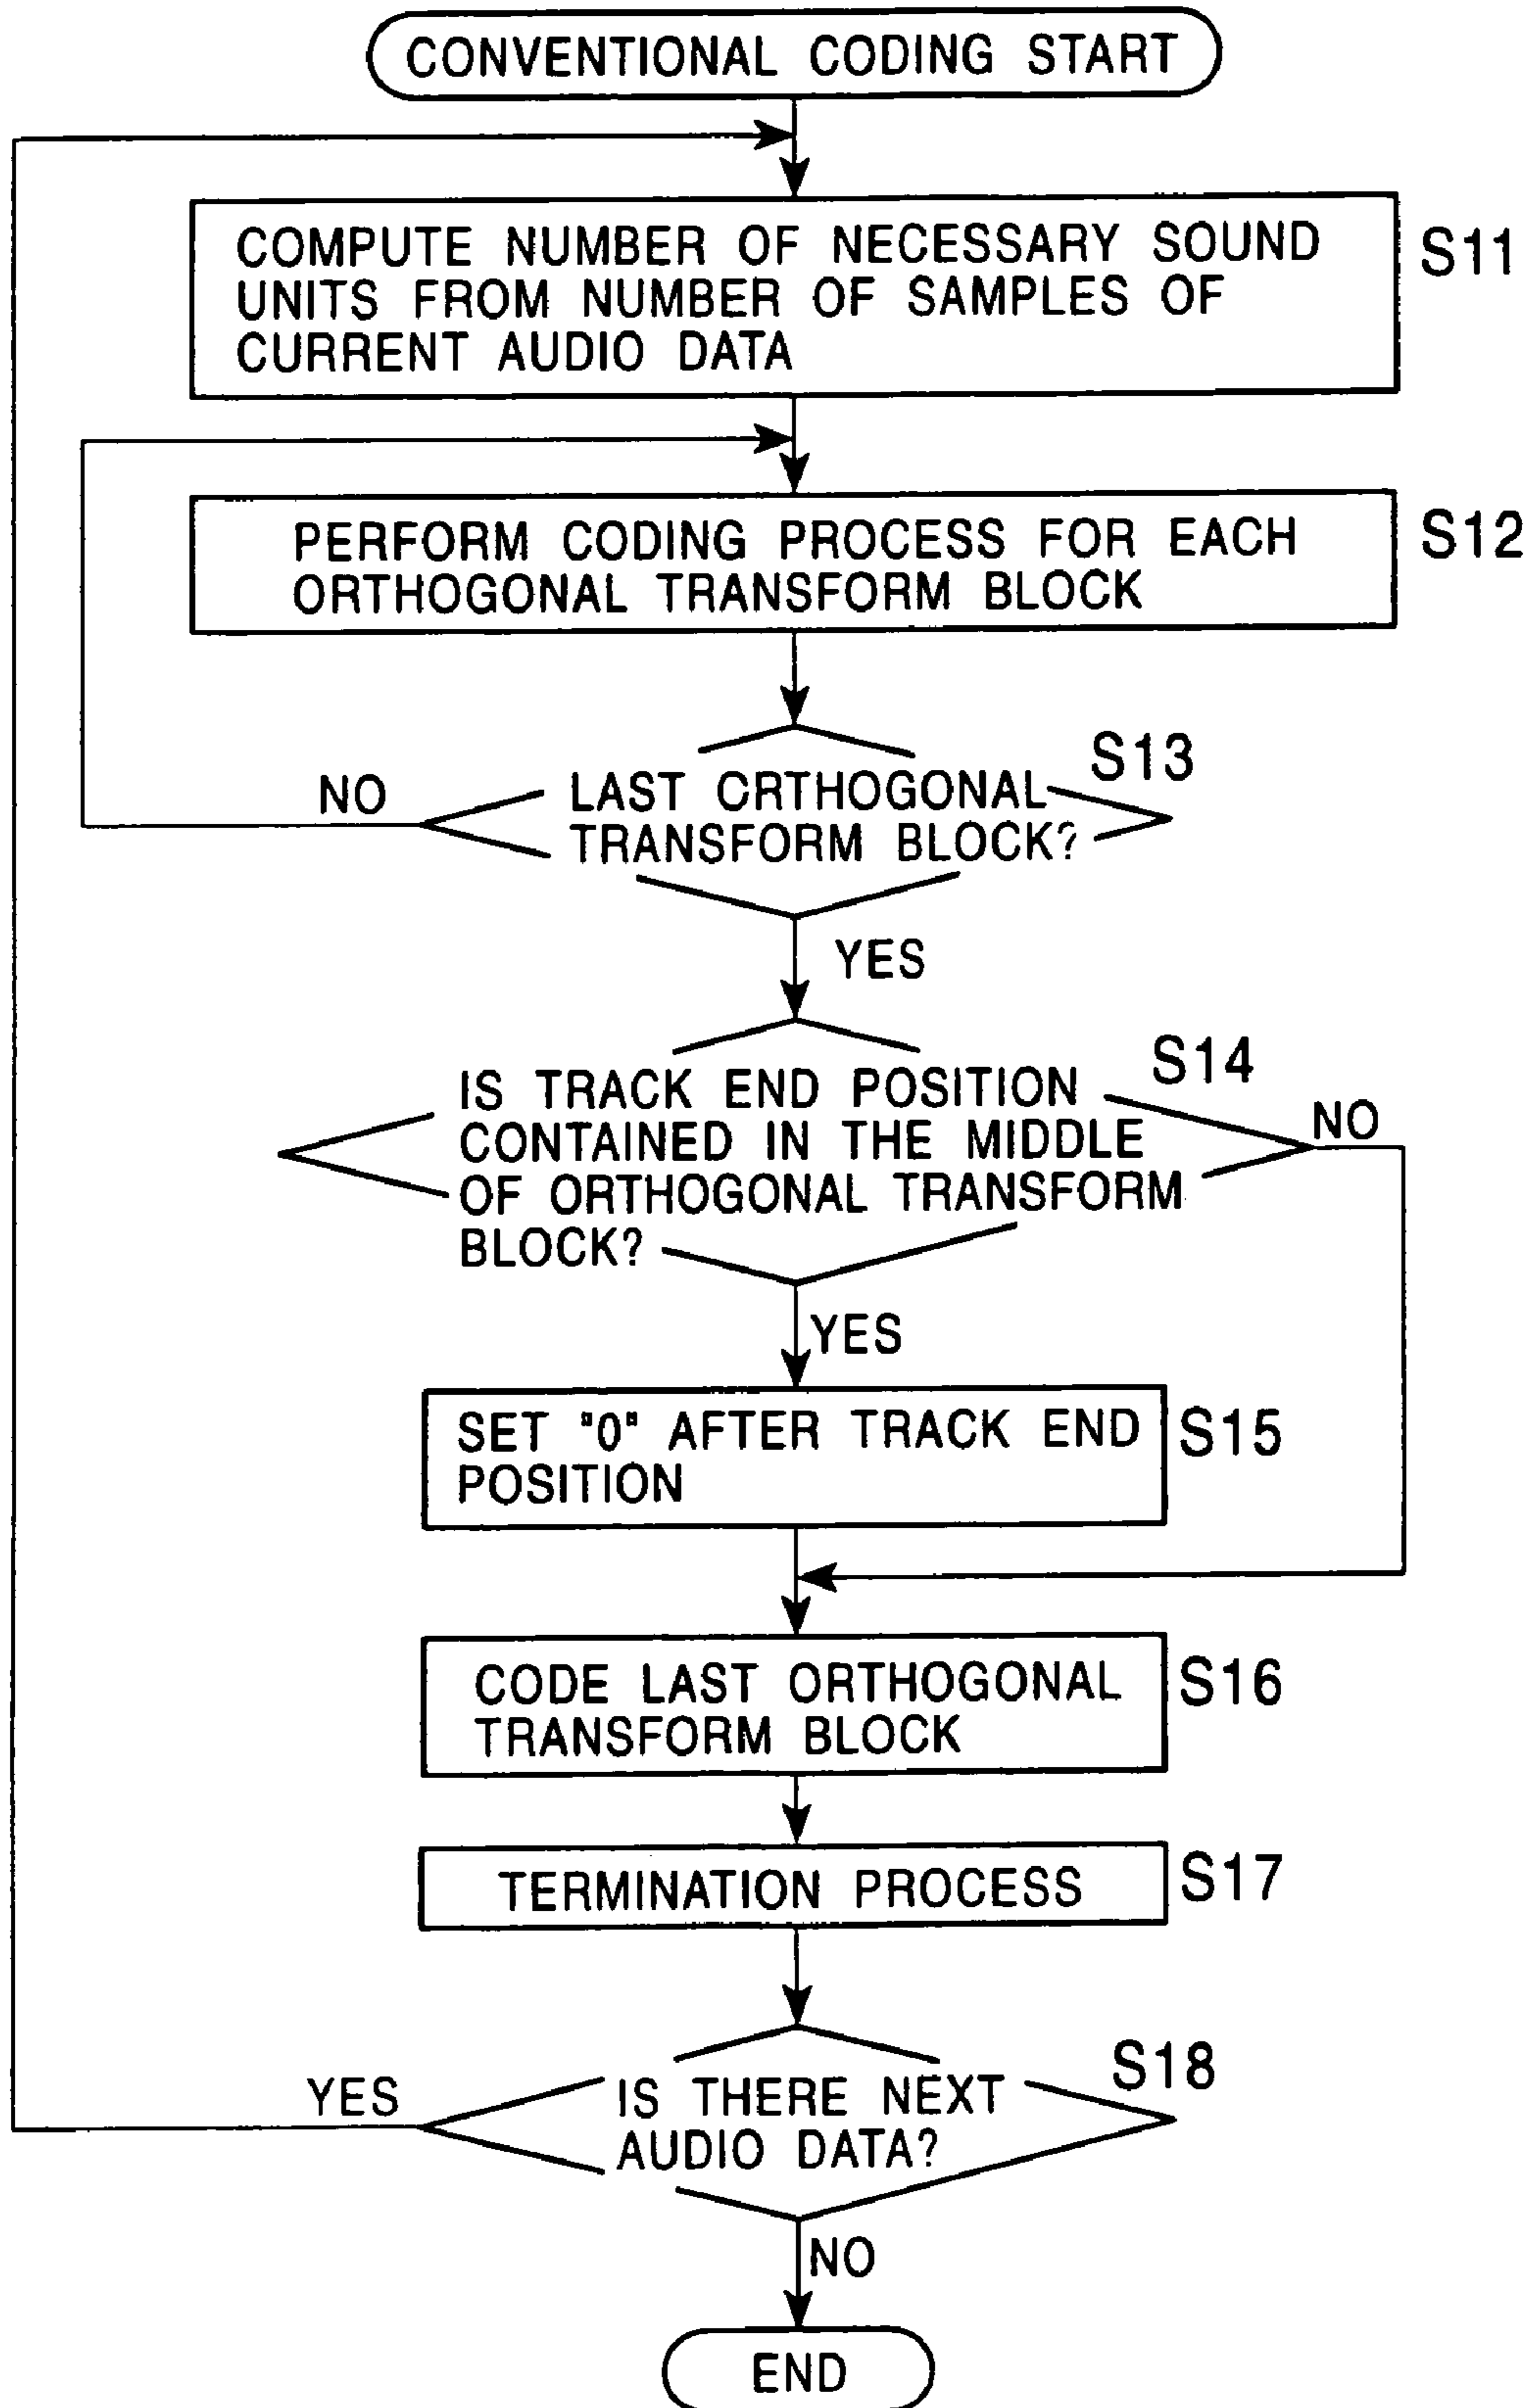 CONVENTIONAL CODING START
COMPUTE NUMBER OF NECESSARY SOUND
UNITS FROM NUMBER OF SAMPLES OF
CURRENT AUDIO DATA
S11
PERFORM CODING PROCESS FOR EACH
ORTHOGONAL TRANSFORM BLOCK
S12
S13
LAST CRTHOGONAL
TRANSFORM BLOCK?
NO
YES
S14
IS TRACK END POSITION
CONTAINED IN THE MIDDLE
OF ORTHOGONAL TRANSFORM
BLOCK?
NO
YES
SET "0" AFTER TRACK END
POSITION
S15
CODE LAST ORTHOGONAL
TRANSFORM BLOCK
S16
TERMINATION PROCESS
S17
S18
IS THERE NEXT
AUDIO DATA?
YES
NO
END